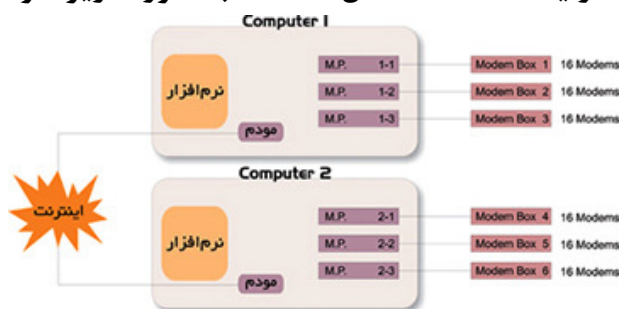 Computer 1
نرم‌افزار
M.P. 1-1 Modem Box 1 16 Modems
M.P. 1-2 Modem Box 2 16 Modems
M.P. 1-3 Modem Box 3 16 Modems
مودم
Computer 2
اینترنت
نرم‌افزار
M.P. 2-1 Modem Box 4 16 Modems
M.P. 2-2 Modem Box 5 16 Modems
M.P. 2-3 Modem Box 6 16 Modems
مودم